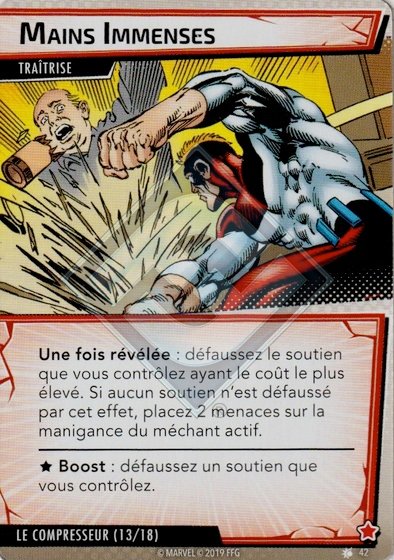 MAINS IMMENSES
TRAÎTRISE
Une fois révélée : défaussez le soutien
que vous contrôlez ayant le coût le plus
élevé. Si aucun soutien n'est défaussé
par cet effet, placez 2 menaces sur la
manigance du méchant actif.
★ Boost : défaussez un soutien que
vous contrôlez.
LE COMPRESSEUR (13/18)
© MARVEL © 2019 FFG
42